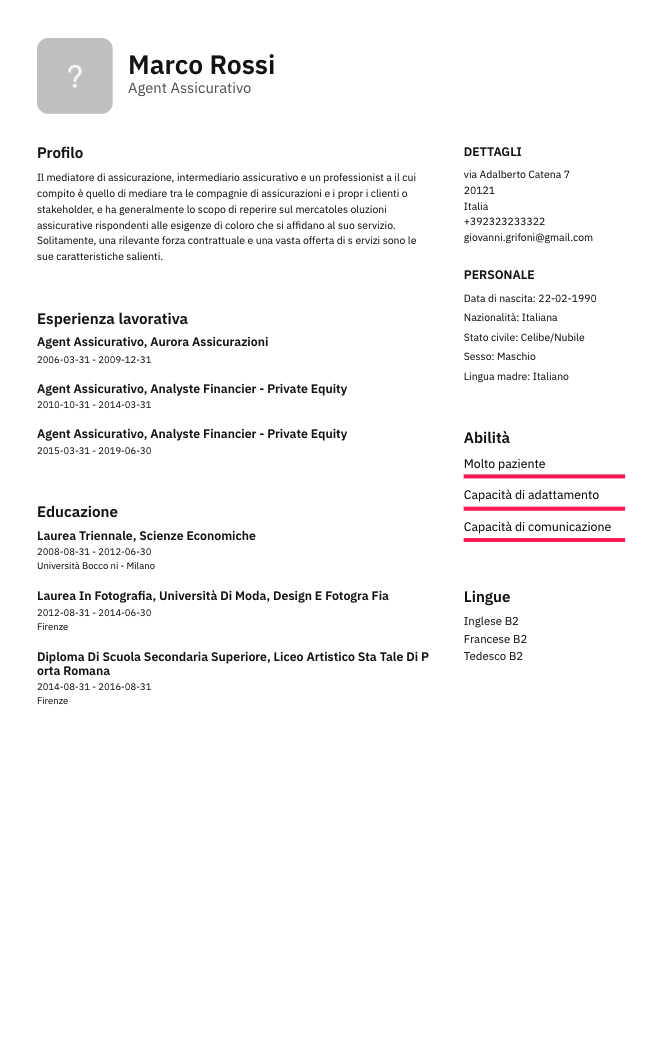 ?
Marco Rossi
Agent Assicurativo
Profilo
Il mediatore di assicurazione, intermediario assicurativo e un professionist a il cui
compito è quello di mediare tra le compagnie di assicurazioni e i propr i clienti o
stakeholder, e ha generalmente lo scopo di reperire sul mercatoles oluzioni
assicurative rispondenti alle esigenze di coloro che si affidano al suo servizio.
Solitamente, una rilevante forza contrattuale e una vasta offerta di s ervizi sono le
sue caratteristiche salienti.
Esperienza lavorativa
Agent Assicurativo, Aurora Assicurazioni
2006-03-31 - 2009-12-31
Agent Assicurativo, Analyste Financier - Private Equity
2010-10-31 - 2014-03-31
Agent Assicurativo, Analyste Financier - Private Equity
2015-03-31 - 2019-06-30
Educazione
Laurea Triennale, Scienze Economiche
2008-08-31 - 2012-06-30
Università Bocco ni - Milano
Laurea In Fotografia, Università Di Moda, Design E Fotogra Fia
2012-08-31 - 2014-06-30
Firenze
Diploma Di Scuola Secondaria Superiore, Liceo Artistico Sta Tale Di P
orta Romana
2014-08-31 - 2016-08-31
Firenze
DETTAGLI
via Adalberto Catena 7
20121
Italia
+392323233322
giovanni.grifoni@gmail.com
PERSONALE
Data di nascita: 22-02-1990
Nazionalità: Italiana
Stato civile: Celibe/Nubile
Sesso: Maschio
Lingua madre: Italiano
Abilità
Molto paziente
Capacità di adattamento
Capacità di comunicazione
Lingue
Inglese B2
Francese B2
Tedesco B2